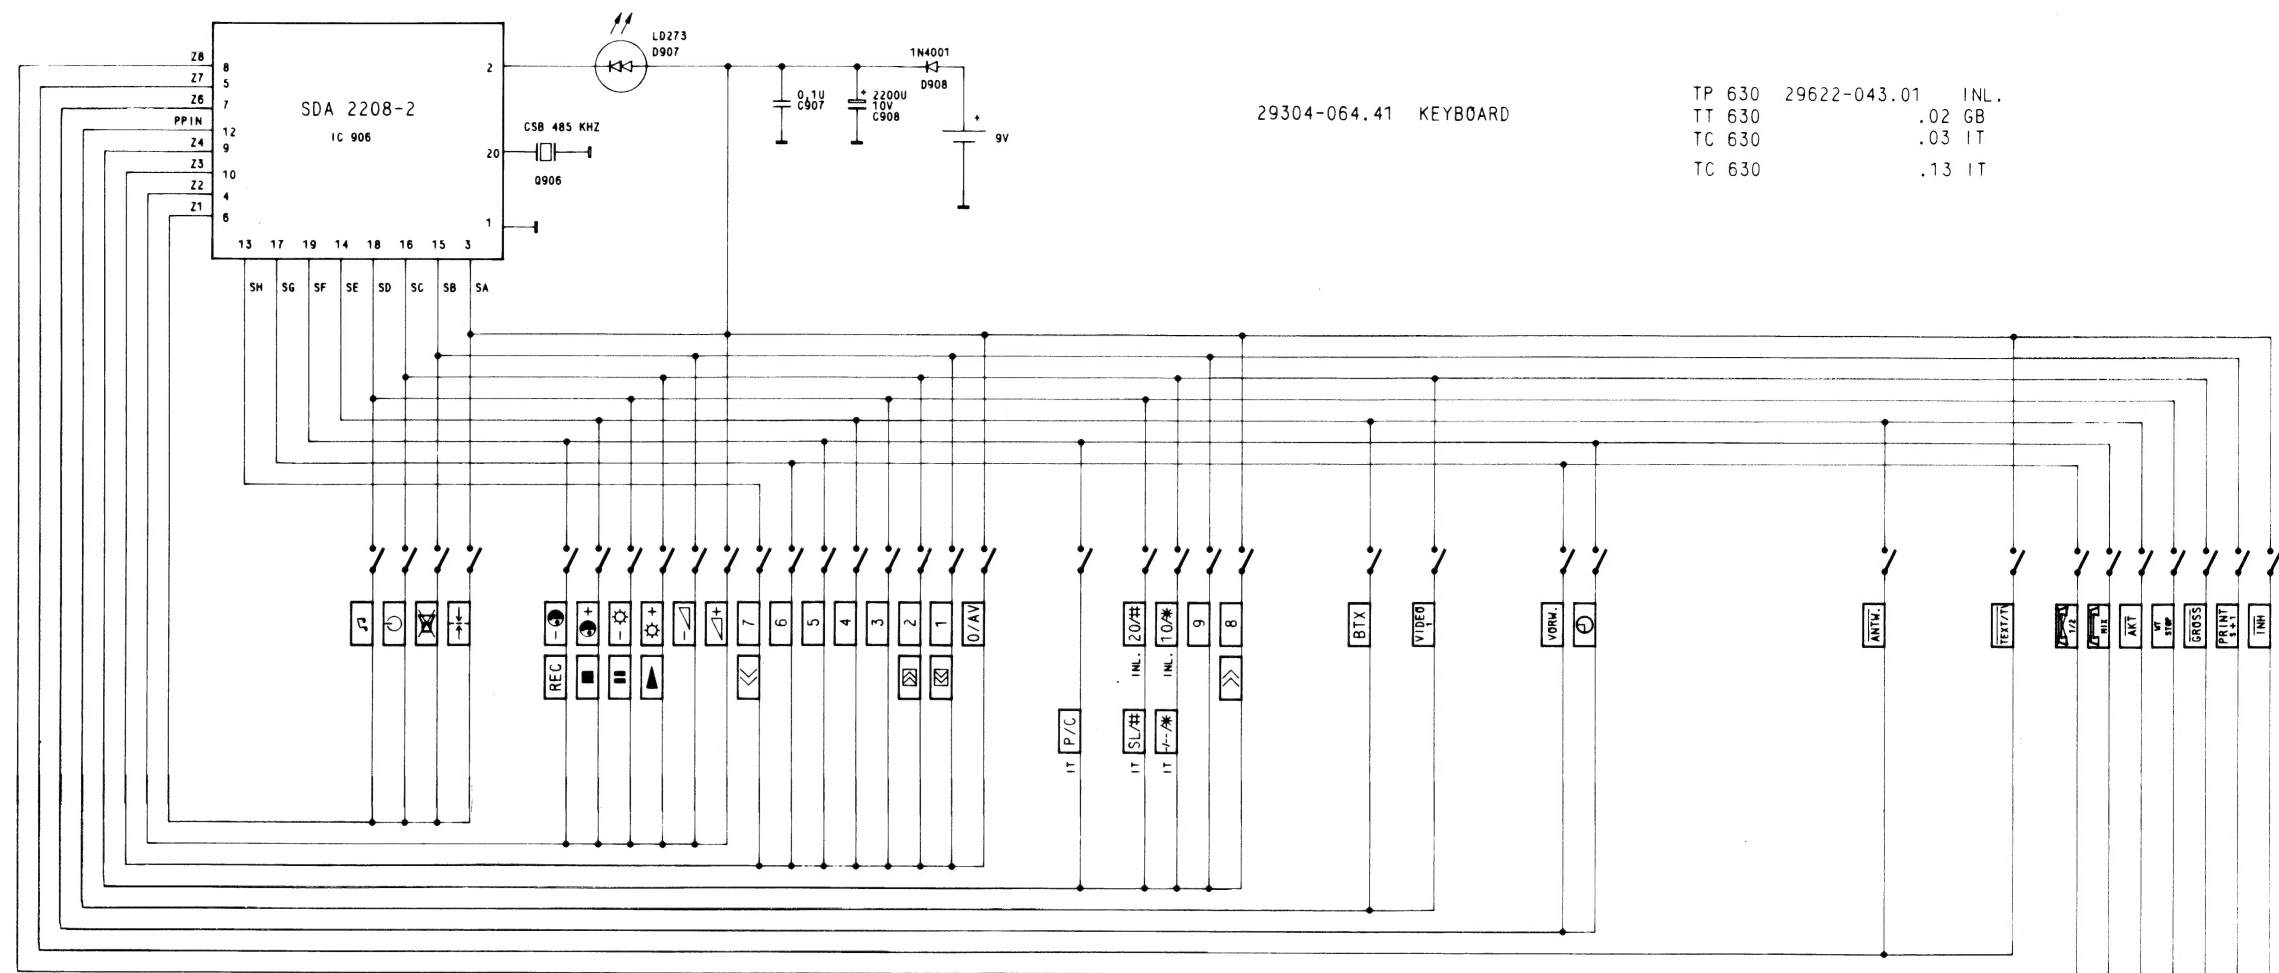 Z8
Z7
Z6
PPIN
Z4
Z3
Z2
Z1
8
5
7
12
9
10
4
6
SDA 2208-2
IC 906
2
20
1
13 17 19 14 18 16 15 3
SH SG SF SE SD SC SB SA
LD273
D907
CSB 485 KHZ
Q906
0,1U
C907
+ 2200U
10V
C908
1N4001
D908
+
9V
29304-064.41 KEYBOARD
TP 630 29622-043.01 INL.
TT 630 .02 GB
TC 630 .03 IT
TC 630 .13 IT
-
+
-
+
-
+
7
6
5
4
3
2
1
0/AV
REC
P/C
IT
20/#
INL.
SL/#
IT
10/*
INL.
-/--/*
IT
9
8
BTX
VIDEO
1
VORW.
ANTW.
TEXT/TV
1/2
MIX
AKT
WT
STOP
GROSS
PRINT
S+1
INH